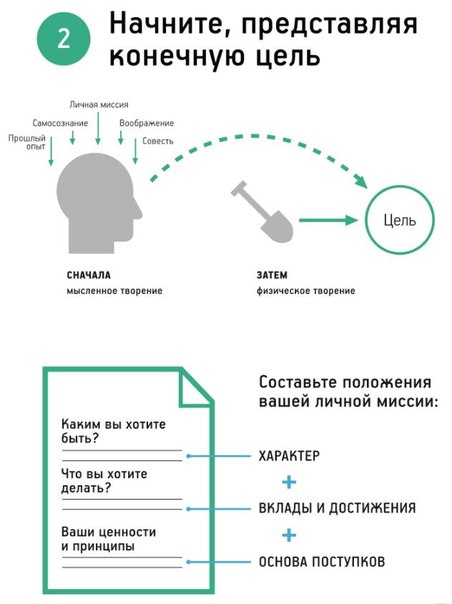 2
Начните, представляя
конечную цель
Личная миссия
Самосознание
Воображение
Прошлый
опыт
Совесть
Цель
СНАЧАЛА
мысленное творение
ЗАТЕМ
физическое творение
Составьте положения
вашей личной миссии:
Каким вы хотите
быть?
ХАРАКТЕР
+
Что вы хотите
делать?
ВКЛАДЫ И ДОСТИЖЕНИЯ
+
Ваши ценности
и принципы
ОСНОВА ПОСТУПКОВ